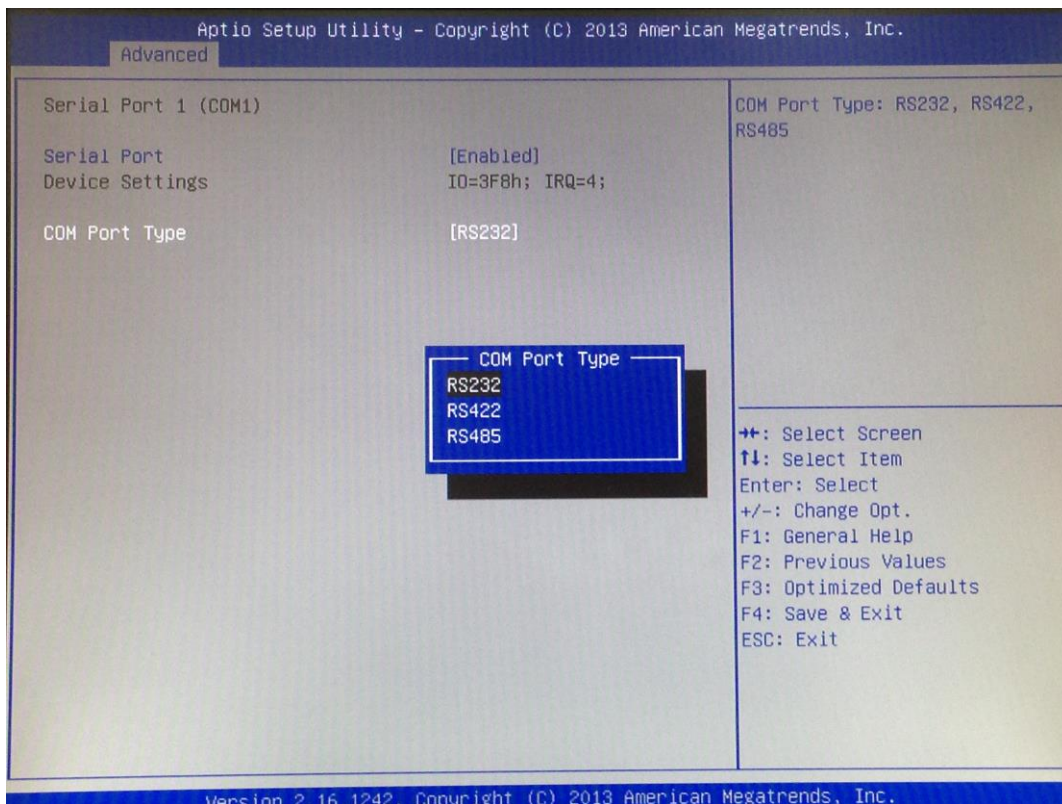 Aptio Setup Utility – Copyright (C) 2013 American Megatrends, Inc.
Advanced
Serial Port 1 (COM1)
Serial Port [Enabled]
Device Settings IO=3F8h; IRQ=4;
COM Port Type [RS232]
COM Port Type
RS232
RS422
RS485
COM Port Type: RS232, RS422,
RS485
→←: Select Screen
↑↓: Select Item
Enter: Select
+/-: Change Opt.
F1: General Help
F2: Previous Values
F3: Optimized Defaults
F4: Save & Exit
ESC: Exit
Version 2.16.1242. Copyright (C) 2013 American Megatrends, Inc.